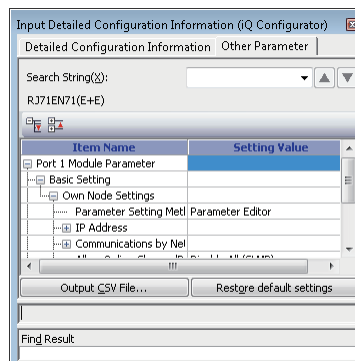 Input Detailed Configuration Information (iQ Configurator)
Detailed Configuration Information Other Parameter
Search String(X):
RJ71EN71(E+E)
Item Name Setting Value
Port 1 Module Parameter
Basic Setting
Own Node Settings
Parameter Setting Metl Parameter Editor
IP Address
Communications by Nel
Output CSV File... Restore default settings
Find Result